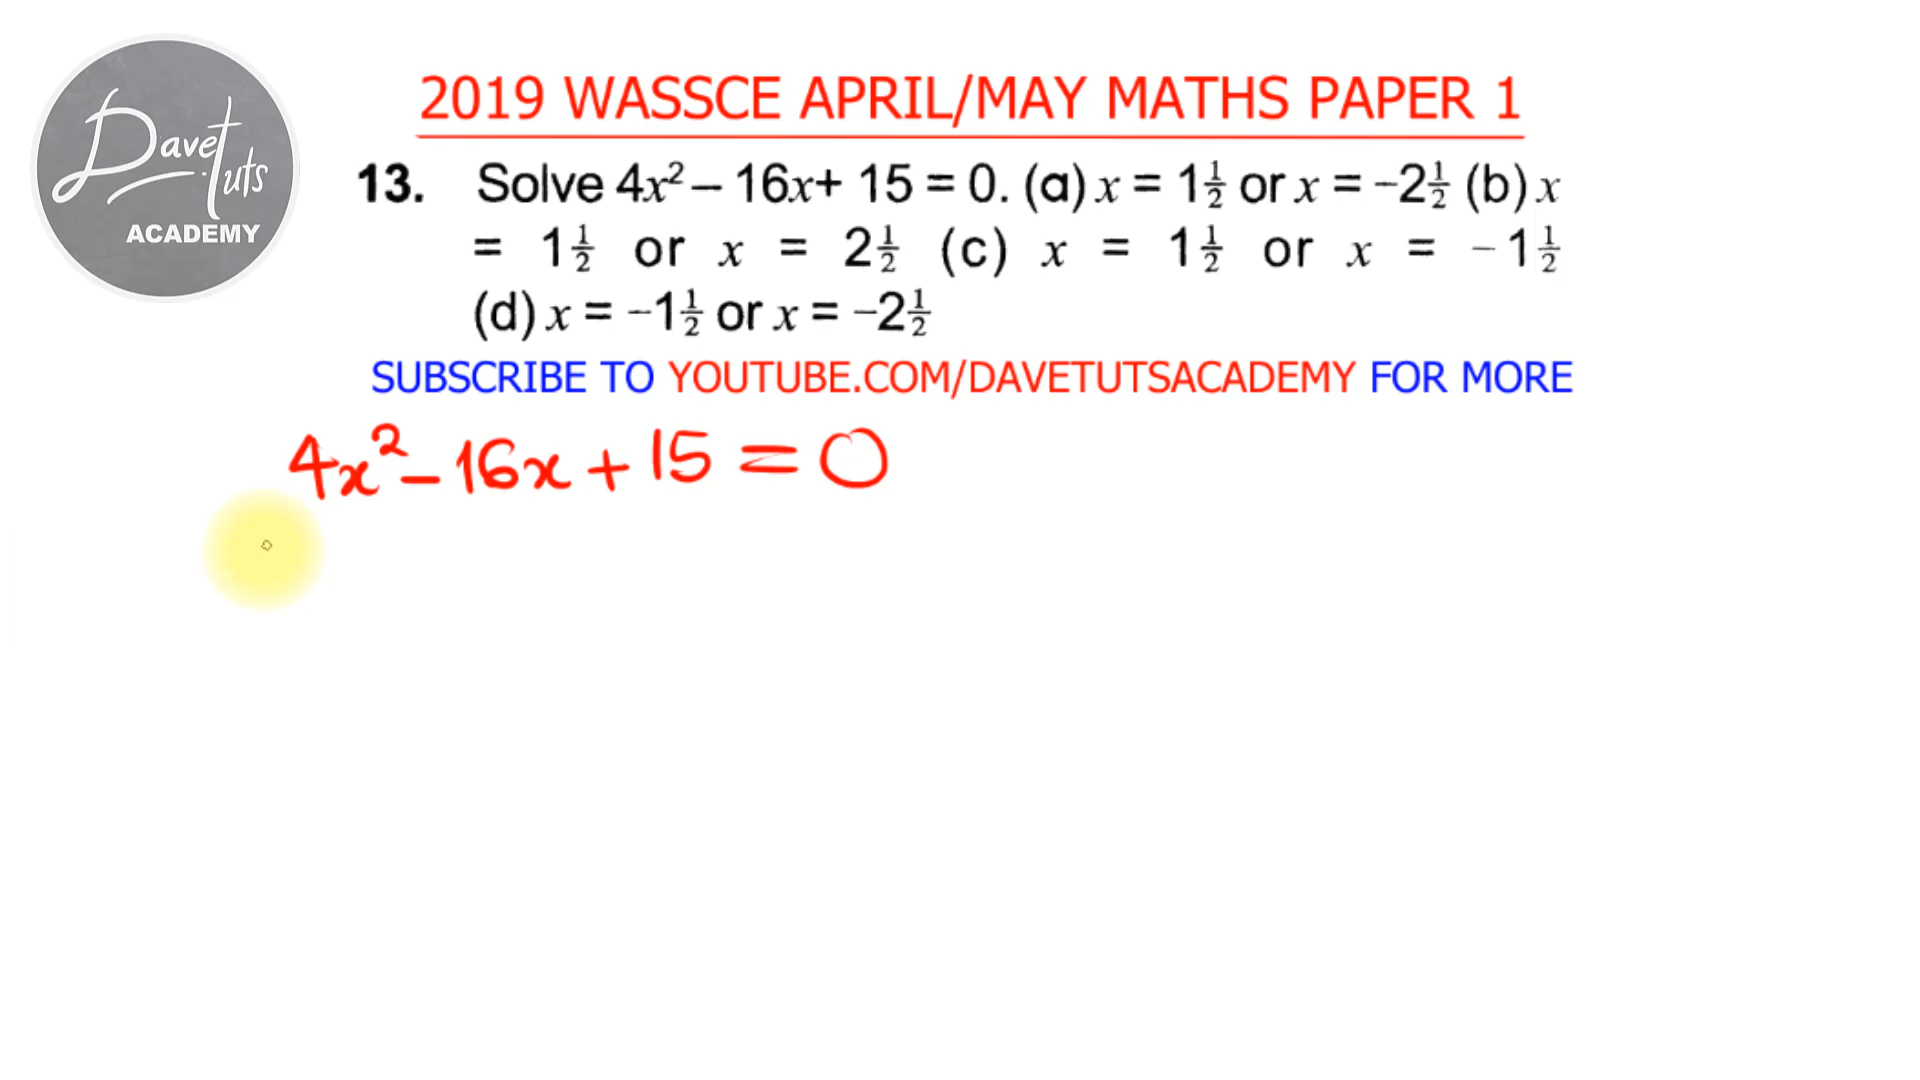 Dave Tuts
ACADEMY
2019 WASSCE APRIL/MAY MATHS PAPER 1
13. Solve 4x² – 16x+ 15 = 0. (a) x = 1½ or x = –2½ (b) x
= 1½ or x = 2½ (c) x = 1½ or x = – 1½
(d) x = –1½ or x = –2½
SUBSCRIBE TO YOUTUBE.COM/DAVETUTSACADEMY FOR MORE
4x² – 16x + 15 = 0